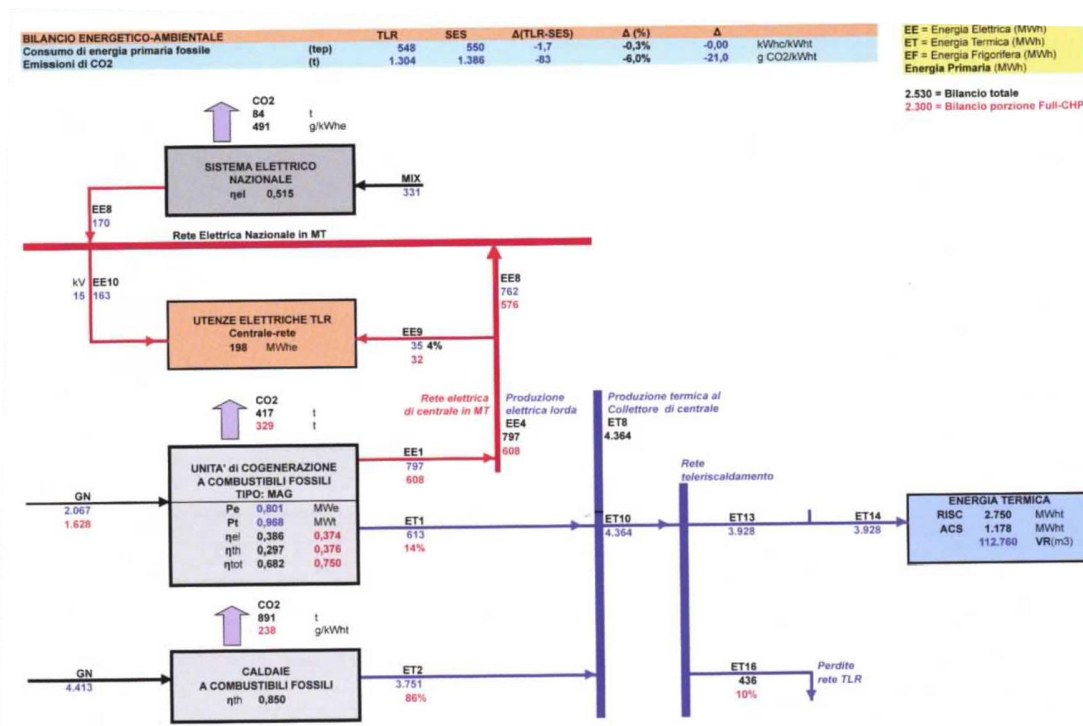 BILANCIO ENERGETICO-AMBIENTALE TLR SES Δ(TLR-SES) Δ (%) Δ
Consumo di energia primaria fossile (tep) 548 550 -1,7 -0,3% -0,00 kWhc/kWht
Emissioni di CO2 (t) 1.304 1.386 -83 -6,0% -21,0 g CO2/kWht
EE = Energia Elettrica (MWh)
ET = Energia Termica (MWh)
EF = Energia Frigorifera (MWh)
Energia Primaria (MWh)
2.530 = Bilancio totale
2.300 = Bilancio porzione Full-CHP
CO2
84 t
491 g/kWhe
SISTEMA ELETTRICO
NAZIONALE
ηel 0,515
MIX
331
EE8
170
Rete Elettrica Nazionale in MT
kV EE10
15 163
UTENZE ELETTRICHE TLR
Centrale-rete
198 MWhe
EE9
35 4%
32
EE8
762
576
Rete elettrica
di centrale in MT
Produzione
elettrica lorda
EE4
797
608
Produzione termica al
Collettore di centrale
ET8
4.364
CO2
417 t
329 t
GN
2.067
1.628
UNITA' di COGENERAZIONE
A COMBUSTIBILI FOSSILI
TIPO: MAG
Pe 0,801 MWe
Pt 0,968 MWt
ηel 0,386 0,374
ηth 0,297 0,376
ηtot 0,682 0,750
EE1
797
608
ET1
613
14%
ET10
4.364
Rete
teleriscaldamento
ET13
3.928
ET14
3.928
ENERGIA TERMICA
RISC 2.750 MWht
ACS 1.178 MWht
112.760 VR(m3)
CO2
891 t
238 g/kWht
GN
4.413
CALDAIE
A COMBUSTIBILI FOSSILI
ηth 0,850
ET2
3.751
86%
ET16
436
10%
Perdite
rete TLR